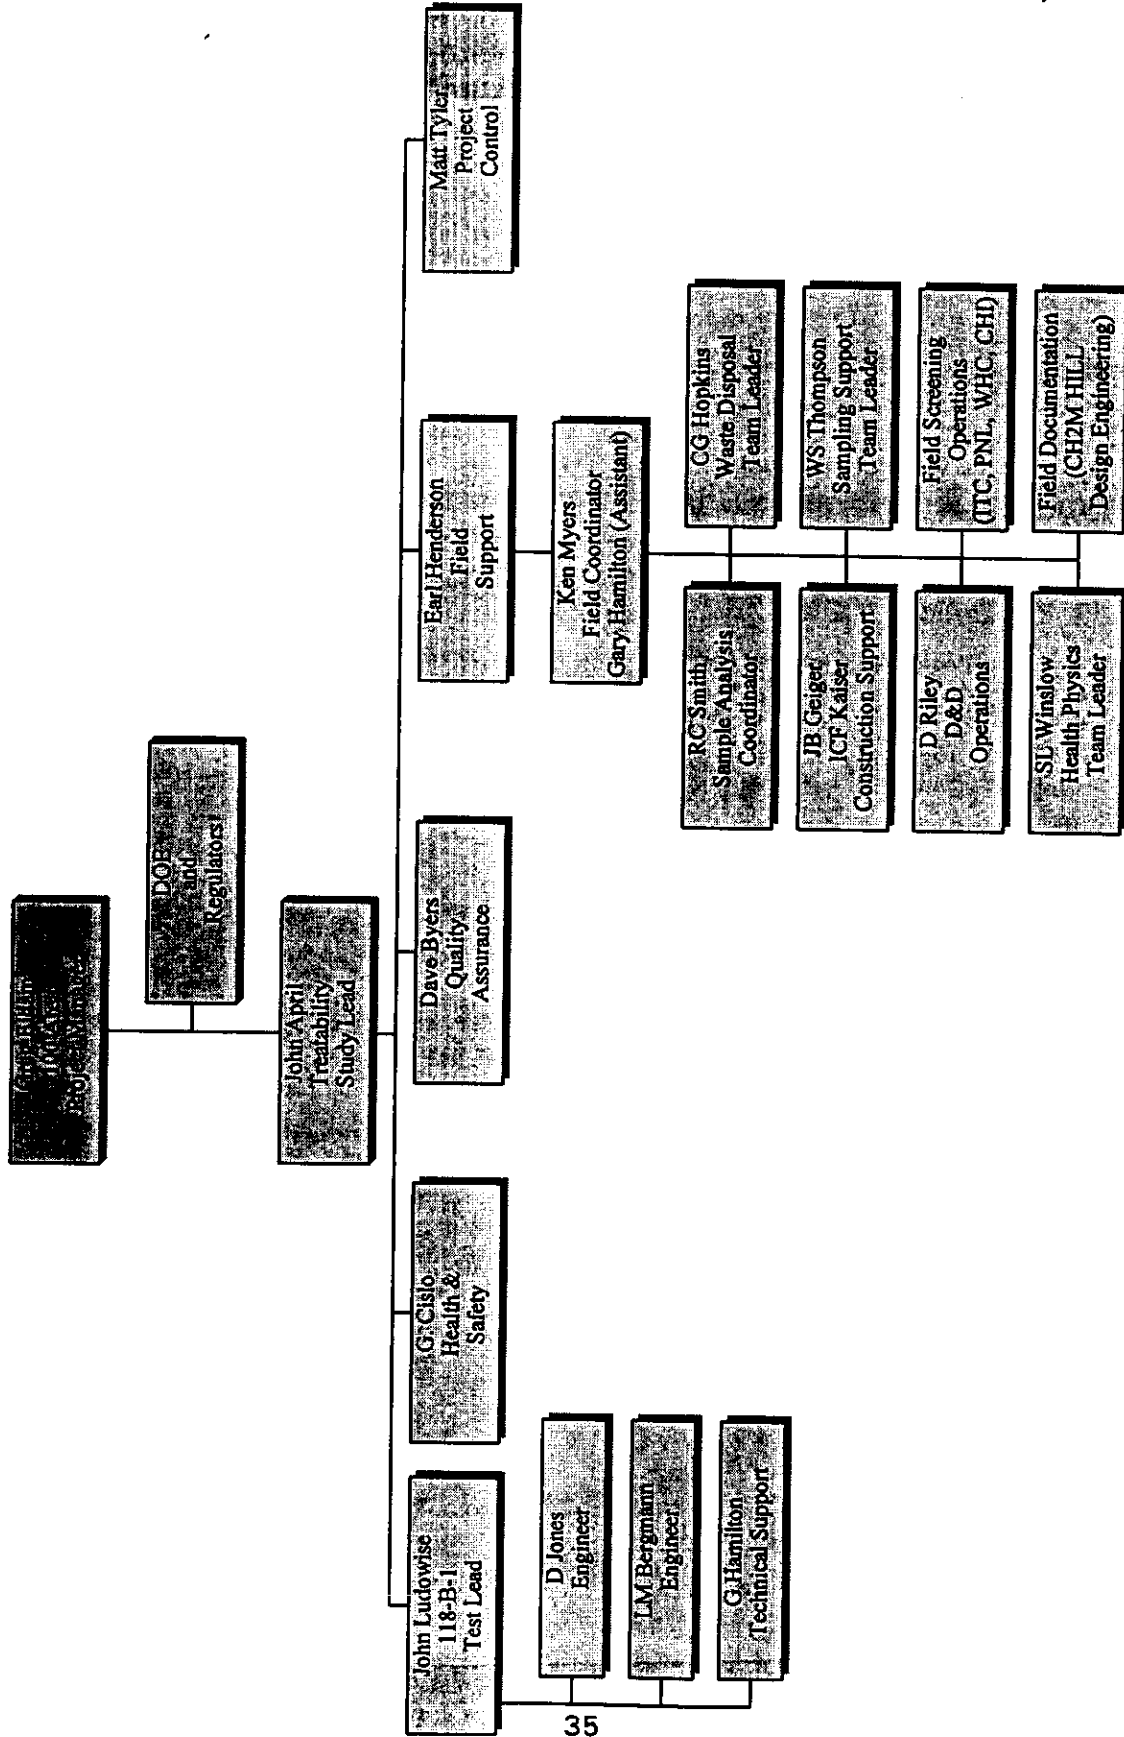 100 Area
Project Manager
DOE
and
Regulators
John April
Treatability
Study Lead
John Ludowise
118-B-1
Test Lead
G. Cislo
Health &
Safety
Dave Byers
Quality
Assurance
Earl Henderson
Field
Support
Matt Tyler
Project
Control
D Jones
Engineer
LM Bergmann
Engineer
G Hamilton
Technical Support
Ken Myers
Field Coordinator
Gary Hamilton (Assistant)
RC Smith
Sample Analysis
Coordinator
CG Hopkins
Waste Disposal
Team Leader
JB Geiger
ICF Kaiser
Construction Support
WS Thompson
Sampling Support
Team Leader
D Riley
D&D
Operations
Field Screening
Operations
(ITC, PNL, WHC, CHI)
SL Winslow
Health Physics
Team Leader
Field Documentation
(CH2M HILL
Design Engineering)
35